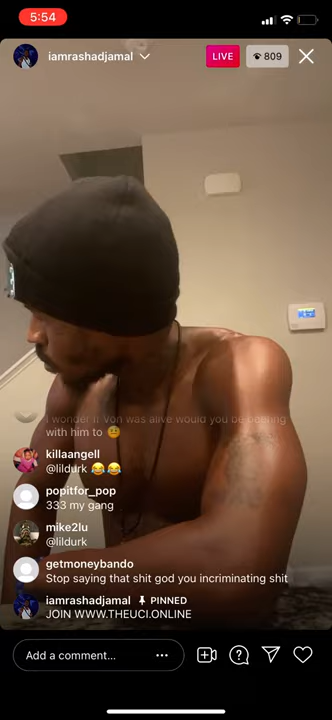 5:54
iamrashadjamal
LIVE
809
I wonder if Von was alive would you be
with him to 🤨
killaangell
@lildurk 😂😂
popitfor_pop
333 my gang
mike2lu
@lildurk
getmoneybando
Stop saying that shit god you incriminating shit
iamrashadjamal 📌 PINNED
JOIN WWW.THEUCI.ONLINE
Add a comment...